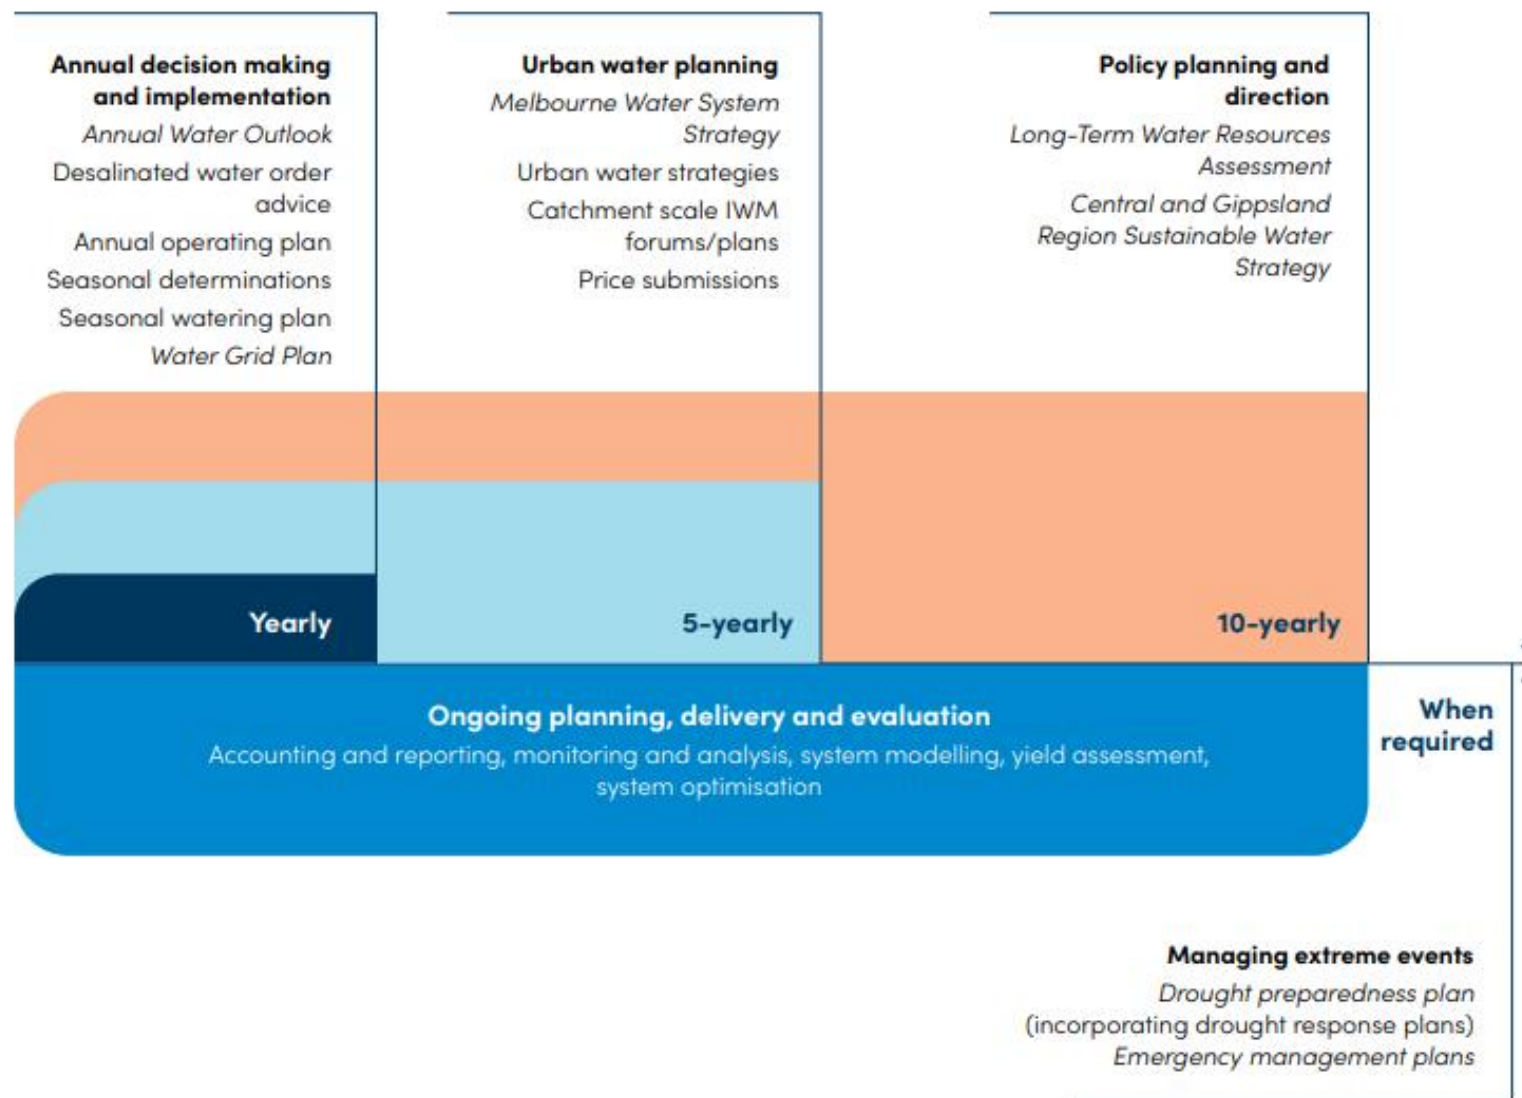 Annual decision making
and implementation
Annual Water Outlook
Desalinated water order
advice
Annual operating plan
Seasonal determinations
Seasonal watering plan
Water Grid Plan
Urban water planning
Melbourne Water System
Strategy
Urban water strategies
Catchment scale IWM
forums/plans
Price submissions
Policy planning and
direction
Long-Term Water Resources
Assessment
Central and Gippsland
Region Sustainable Water
Strategy
Yearly
5-yearly
10-yearly
Ongoing planning, delivery and evaluation
Accounting and reporting, monitoring and analysis, system modelling, yield assessment,
system optimisation
When
required
Managing extreme events
Drought preparedness plan
(incorporating drought response plans)
Emergency management plans